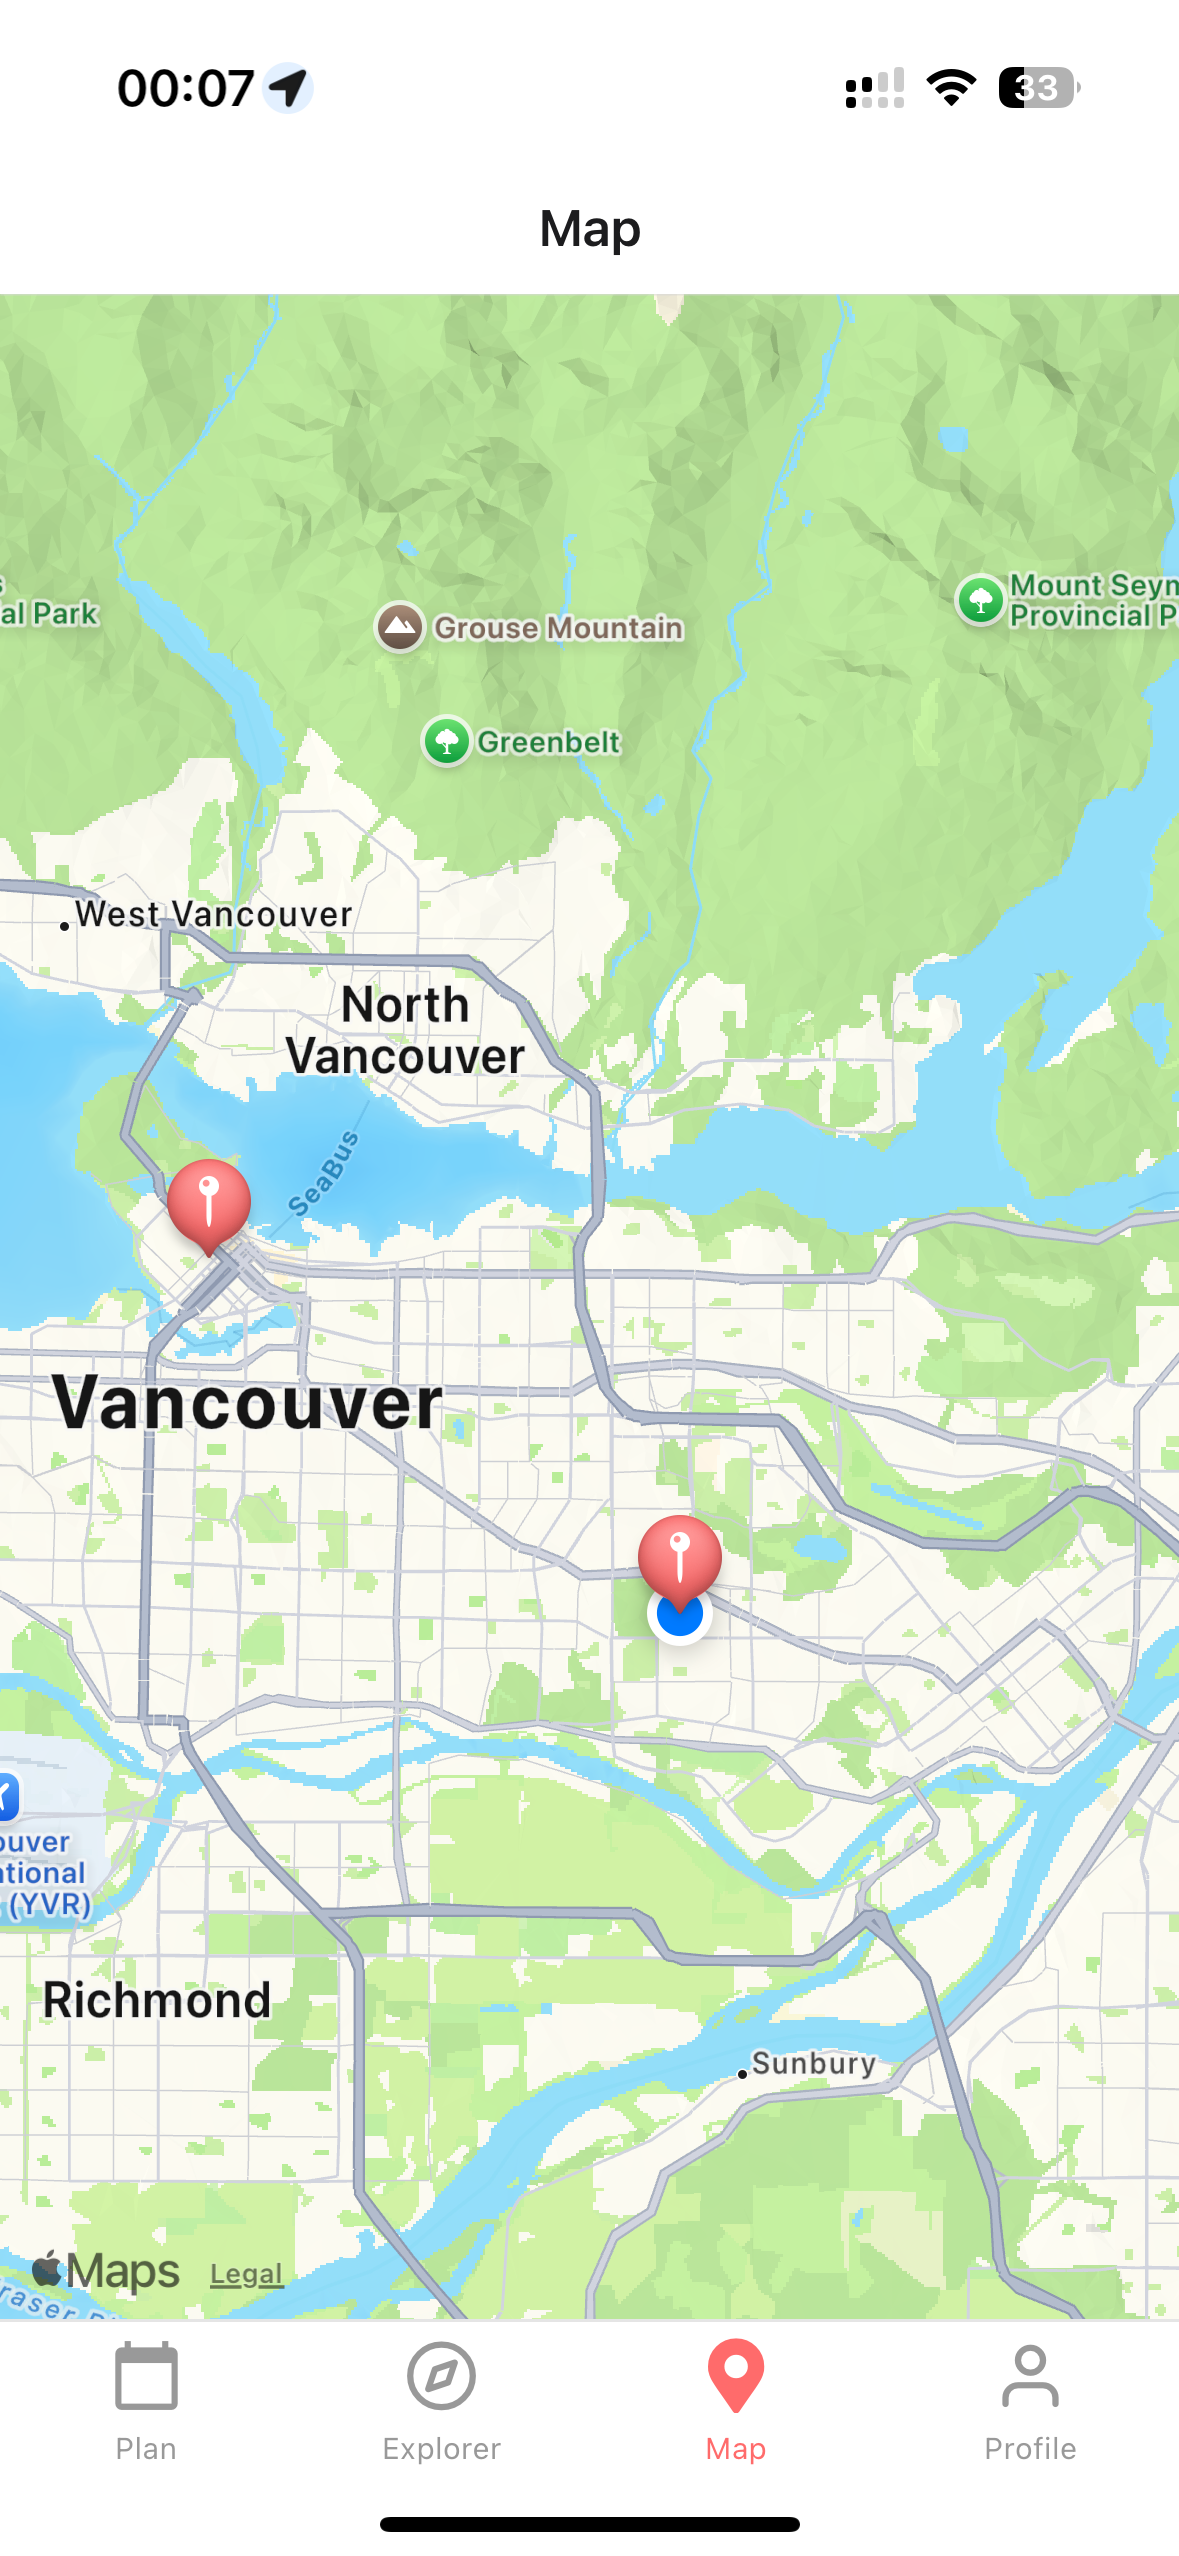 00:07
33
Map
al Park
Grouse Mountain
Mount Seym
Provincial P
Greenbelt
West Vancouver
North
Vancouver
SeaBus
Vancouver
ouver
ational
(YVR)
Richmond
Sunbury
Maps
Legal
raser
Plan
Explorer
Map
Profile